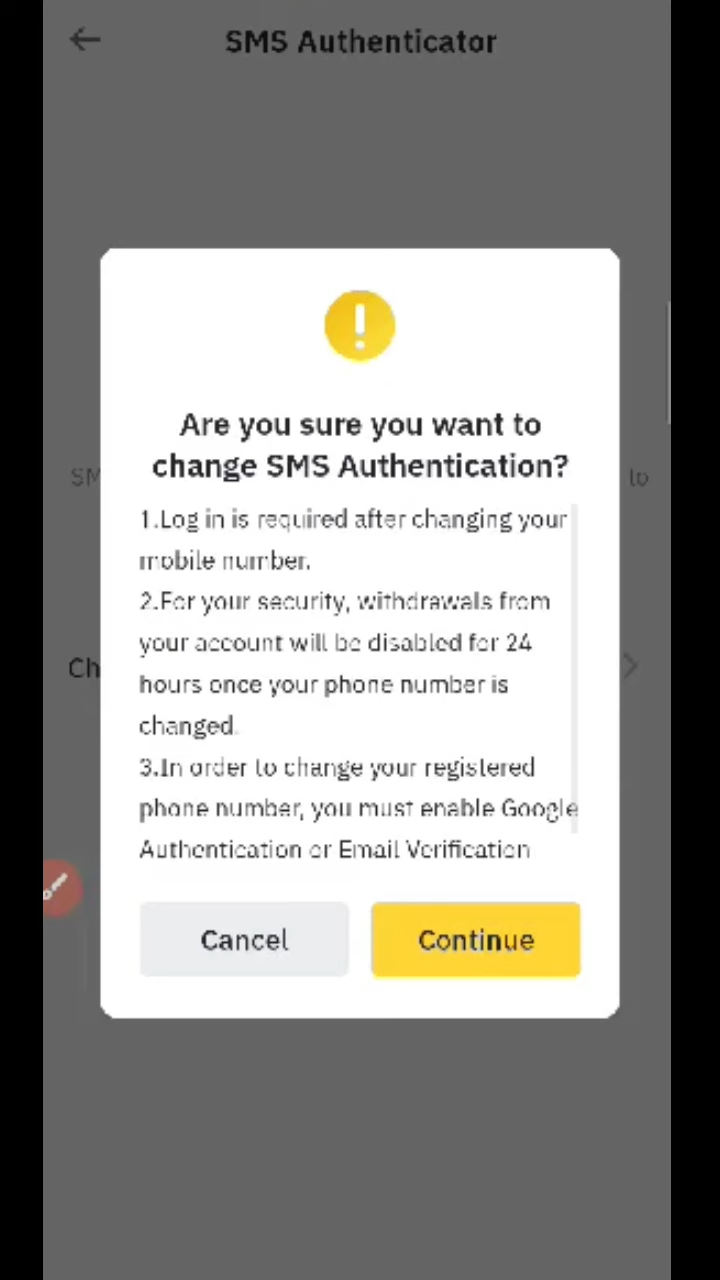 SMS Authenticator
Are you sure you want to
change SMS Authentication?
SM
to
1.Log in is required after changing your
mobile number.
2.For your security, withdrawals from
your account will be disabled for 24
hours once your phone number is
changed.
Ch
3.In order to change your registered
phone number, you must enable Google
Authentication or Email Verification
Cancel
Continue